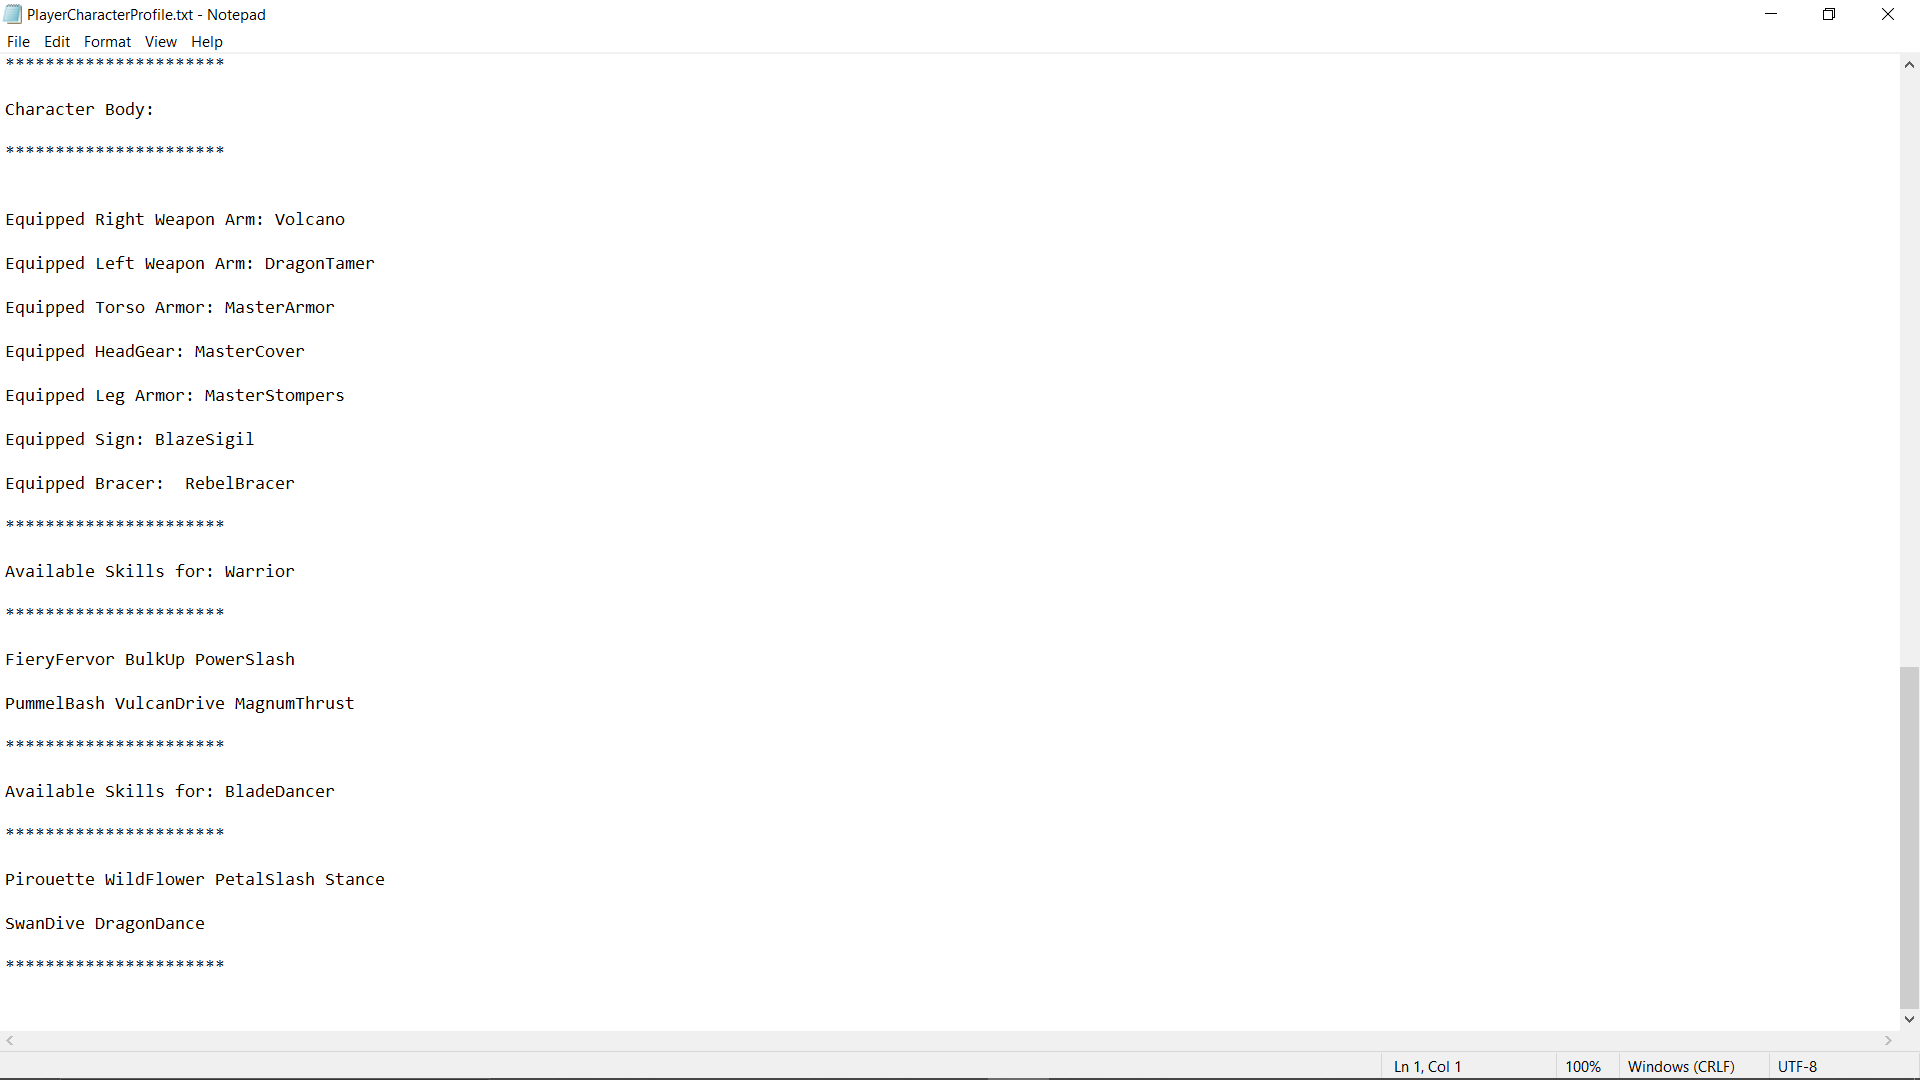 PlayerCharacterProfile.txt - Notepad
File Edit Format View Help
**********************
Character Body:
**********************
Equipped Right Weapon Arm: Volcano
Equipped Left Weapon Arm: DragonTamer
Equipped Torso Armor: MasterArmor
Equipped HeadGear: MasterCover
Equipped Leg Armor: MasterStompers
Equipped Sign: BlazeSigil
Equipped Bracer:  RebelBracer
**********************
Available Skills for: Warrior
**********************
FieryFervor BulkUp PowerSlash
PummelBash VulcanDrive MagnumThrust
**********************
Available Skills for: BladeDancer
**********************
Pirouette WildFlower PetalSlash Stance
SwanDive DragonDance
**********************
Ln 1, Col 1 100% Windows (CRLF) UTF-8